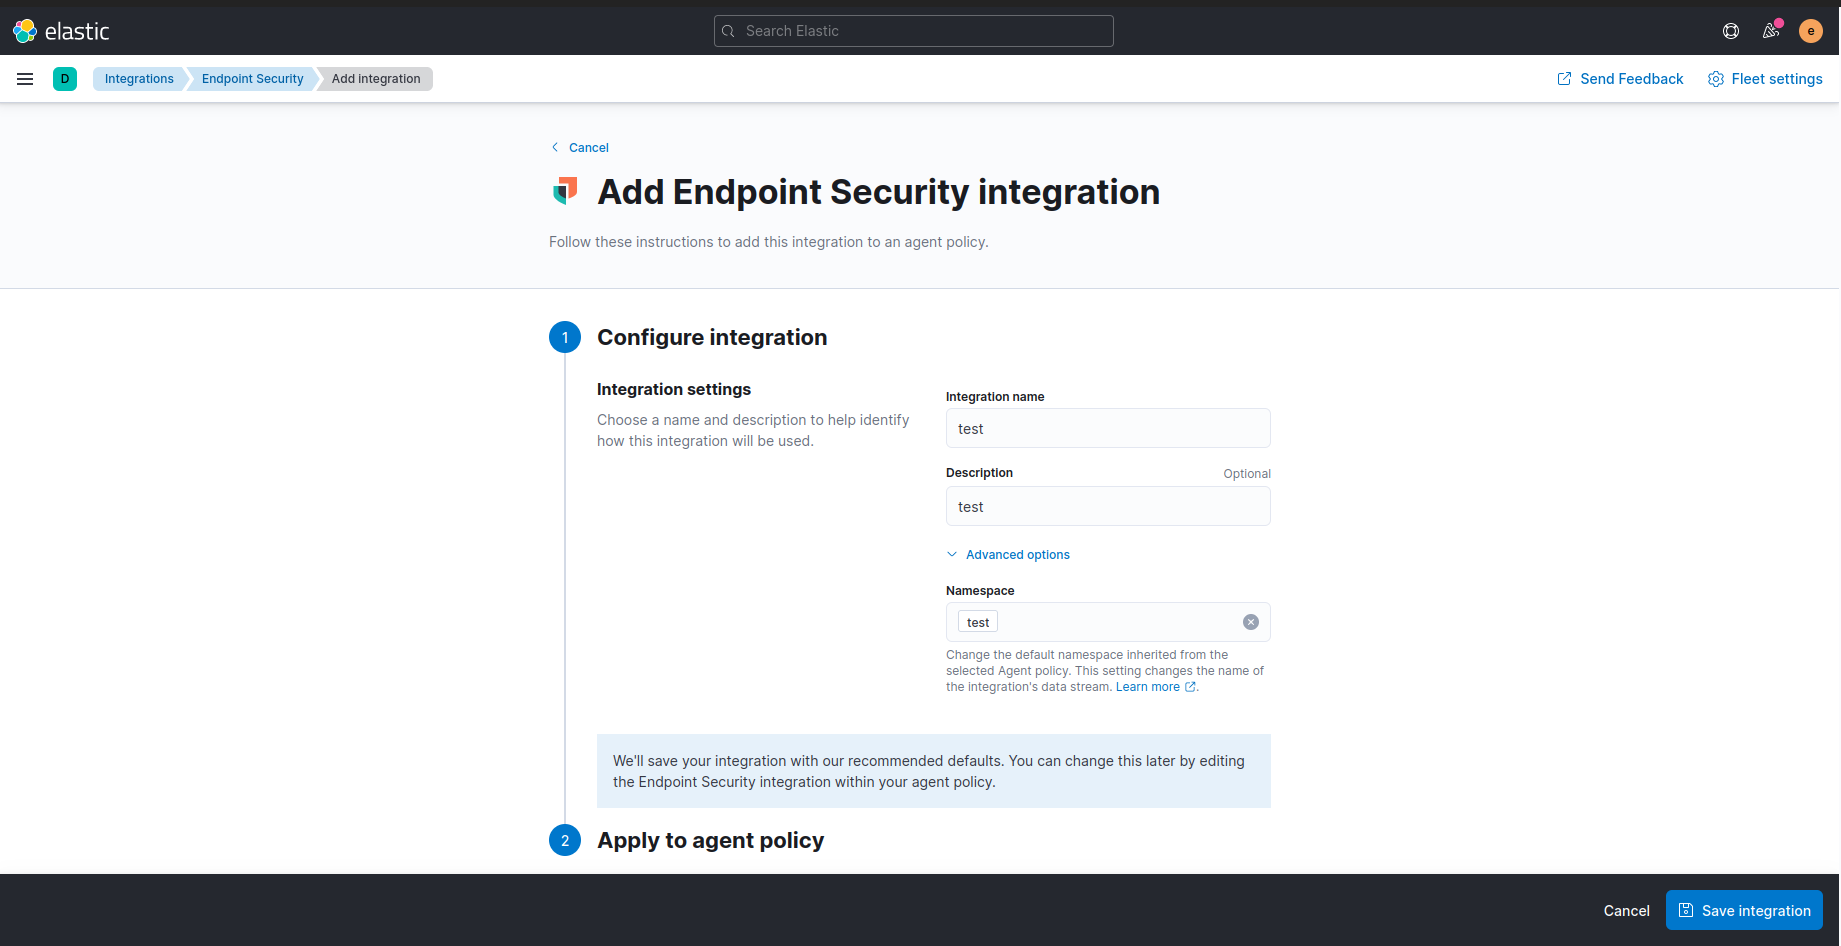 elastic
Search Elastic
e
D
Integrations
Endpoint Security
Add integration
Send Feedback
Fleet settings
Cancel
Add Endpoint Security integration
Follow these instructions to add this integration to an agent policy.
1
Configure integration
Integration settings
Choose a name and description to help identify
how this integration will be used.
Integration name
test
Description
Optional
test
Advanced options
Namespace
test
Change the default namespace inherited from the
selected Agent policy. This setting changes the name of
the integration's data stream. Learn more.
We'll save your integration with our recommended defaults. You can change this later by editing
the Endpoint Security integration within your agent policy.
2
Apply to agent policy
Cancel
Save integration